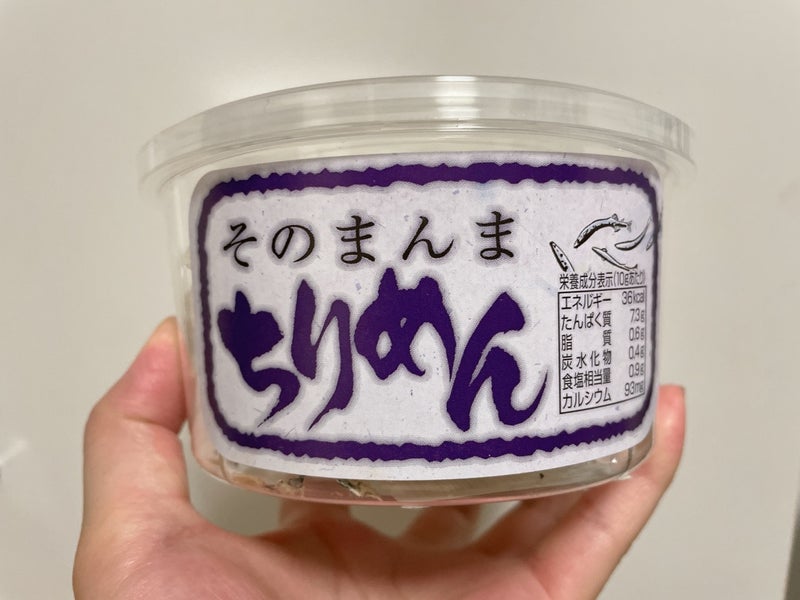 そのまんま
ちりめん
栄養成分表示(10gあたり)
エネルギー 36kcal
たんぱく質 7.3g
脂質 0.6g
炭水化物 0.4g
食塩相当量 0.9g
カルシウム 93mg